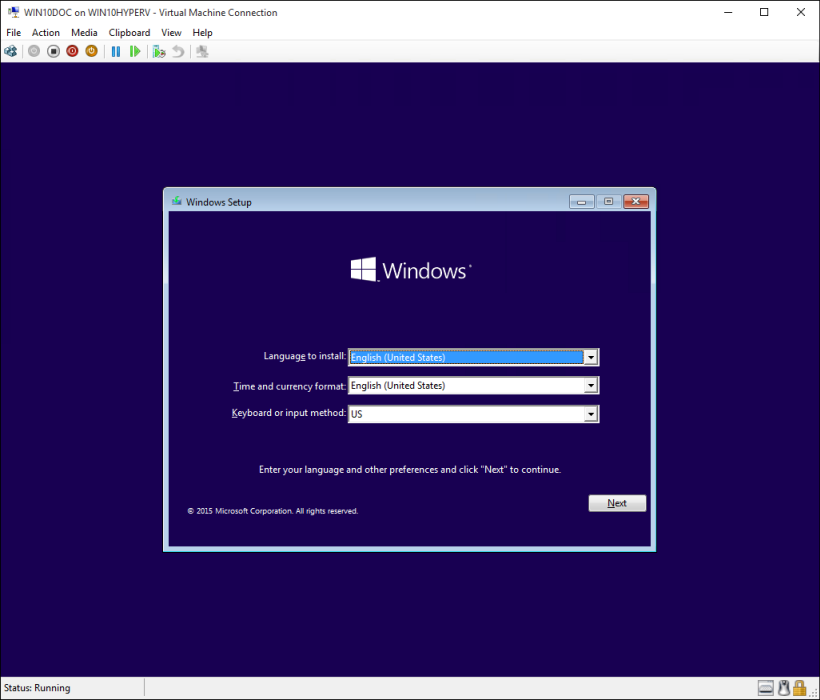 WIN10DOC on WIN10HYPERV - Virtual Machine Connection
File Action Media Clipboard View Help
Windows Setup
Windows
Language to install: English (United States)
Time and currency format: English (United States)
Keyboard or input method: US
Enter your language and other preferences and click "Next" to continue.
Next
© 2015 Microsoft Corporation. All rights reserved.
Status: Running